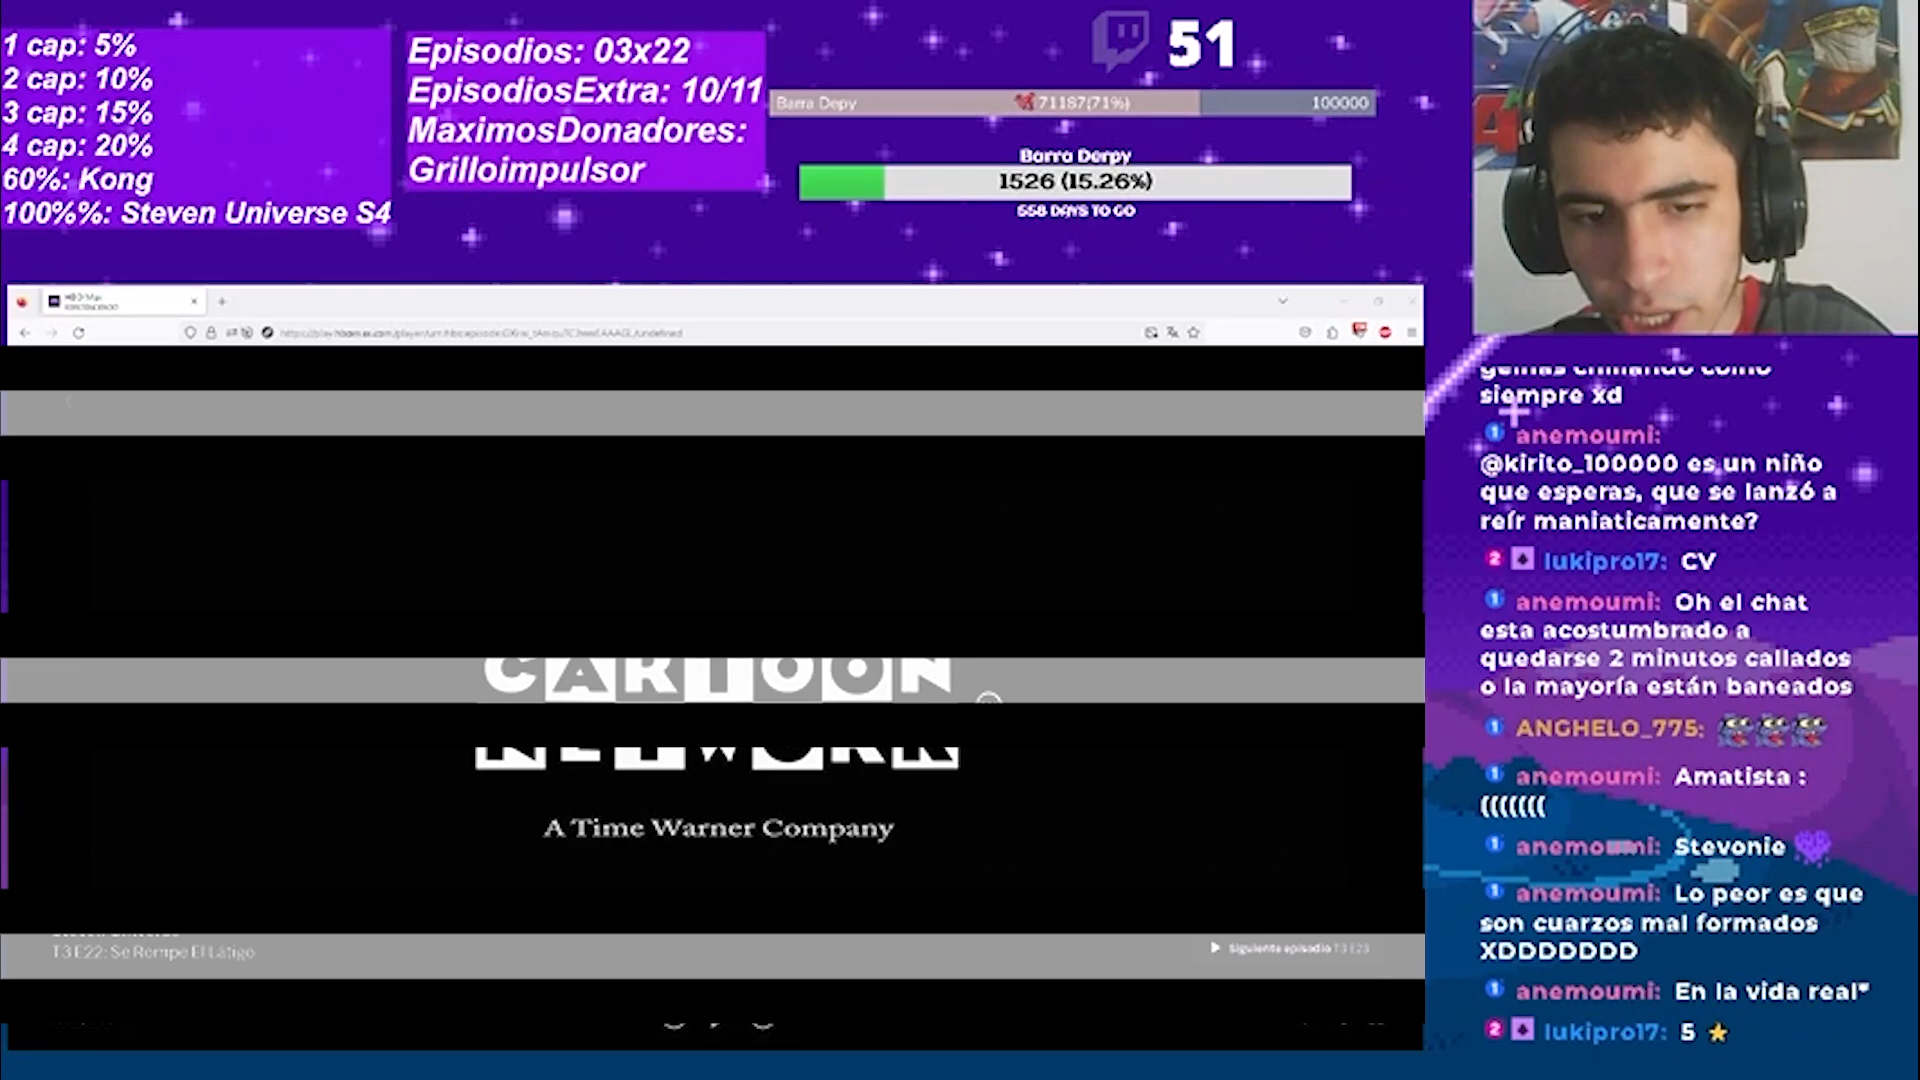 1 cap: 5%
2 cap: 10%
3 cap: 15%
4 cap: 20%
60%: Kong
100%%: Steven Universe S4
Episodios: 03x22
EpisodiosExtra: 10/11
MaximosDonadores:
Grilloimpulsor
51
Barra Depy 71187(71%) 100000
Barra Derpy
1526 (15.26%)
558 DAYS TO GO
CARTOON
NETWORK
A Time Warner Company
T3 E22: Se Rompe El Látigo
Siguiente episodio T3 E23
siempre xd
anemoumi:
@kirito_100000 es un niño
que esperas, que se lanzó a
reír maniaticamente?
lukipro17: CV
anemoumi: Oh el chat
esta acostumbrado a
quedarse 2 minutos callados
o la mayoría están baneados
ANGHELO_775:
anemoumi: Amatista :
(((((((
anemoumi: Stevonie
anemoumi: Lo peor es que
son cuarzos mal formados
XDDDDDDD
anemoumi: En la vida real*
lukipro17: 5